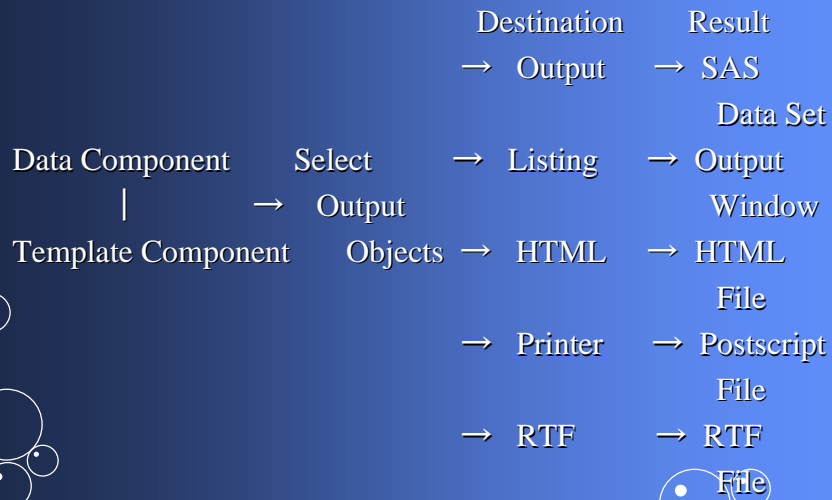 Destination Result
→ Output → SAS
Data Set
Data Component Select → Listing → Output
| → Output Window
Template Component Objects → HTML → HTML
File
→ Printer → Postscript
File
→ RTF → RTF
File